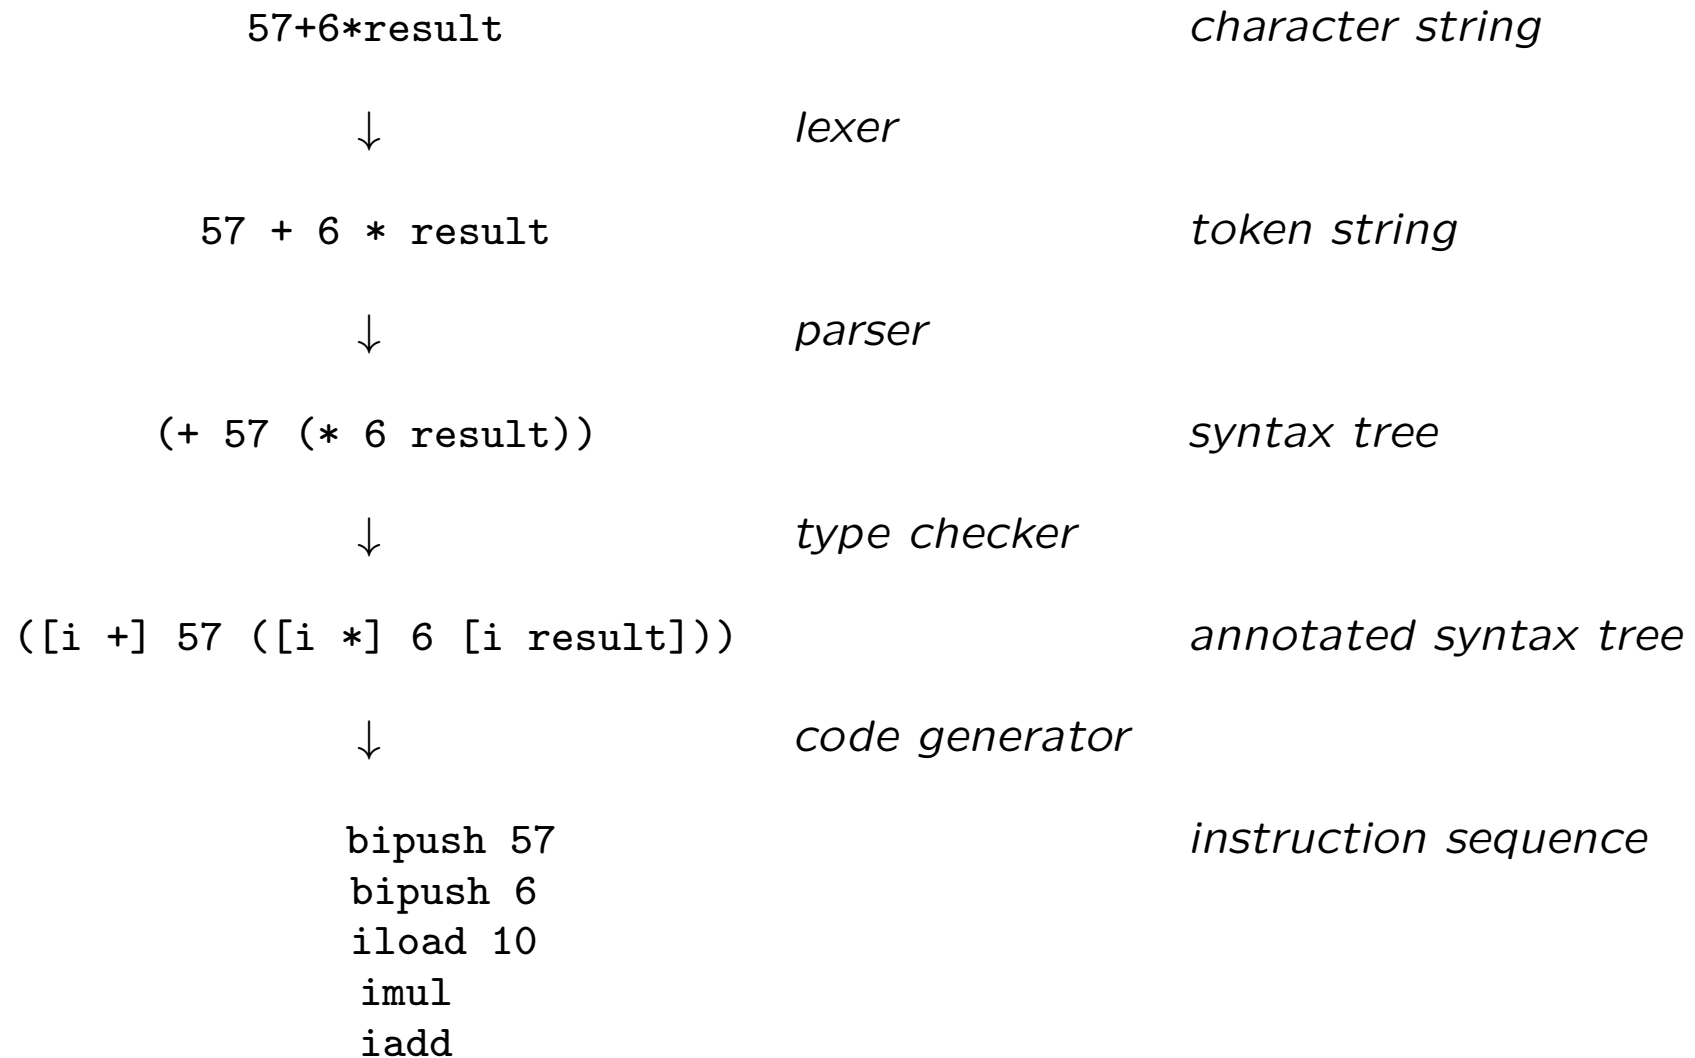 57+6*result character string
↓ lexer
57 + 6 * result token string
↓ parser
(+ 57 (* 6 result)) syntax tree
↓ type checker
([i +] 57 ([i *] 6 [i result])) annotated syntax tree
↓ code generator
bipush 57 instruction sequence
bipush 6
iload 10
imul
iadd